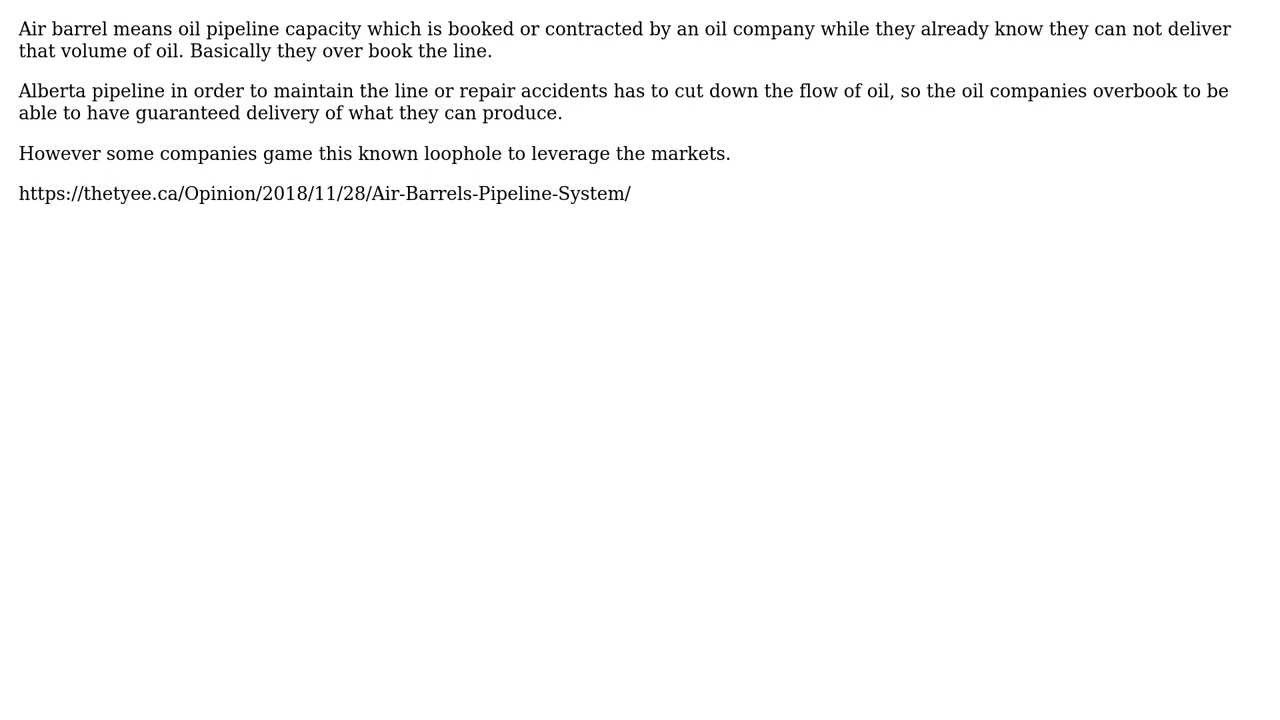 Air barrel means oil pipeline capacity which is booked or contracted by an oil company while they already know they can not deliver
that volume of oil. Basically they over book the line.
Alberta pipeline in order to maintain the line or repair accidents has to cut down the flow of oil, so the oil companies overbook to be
able to have guaranteed delivery of what they can produce.
However some companies game this known loophole to leverage the markets.
https://thetyee.ca/Opinion/2018/11/28/Air-Barrels-Pipeline-System/